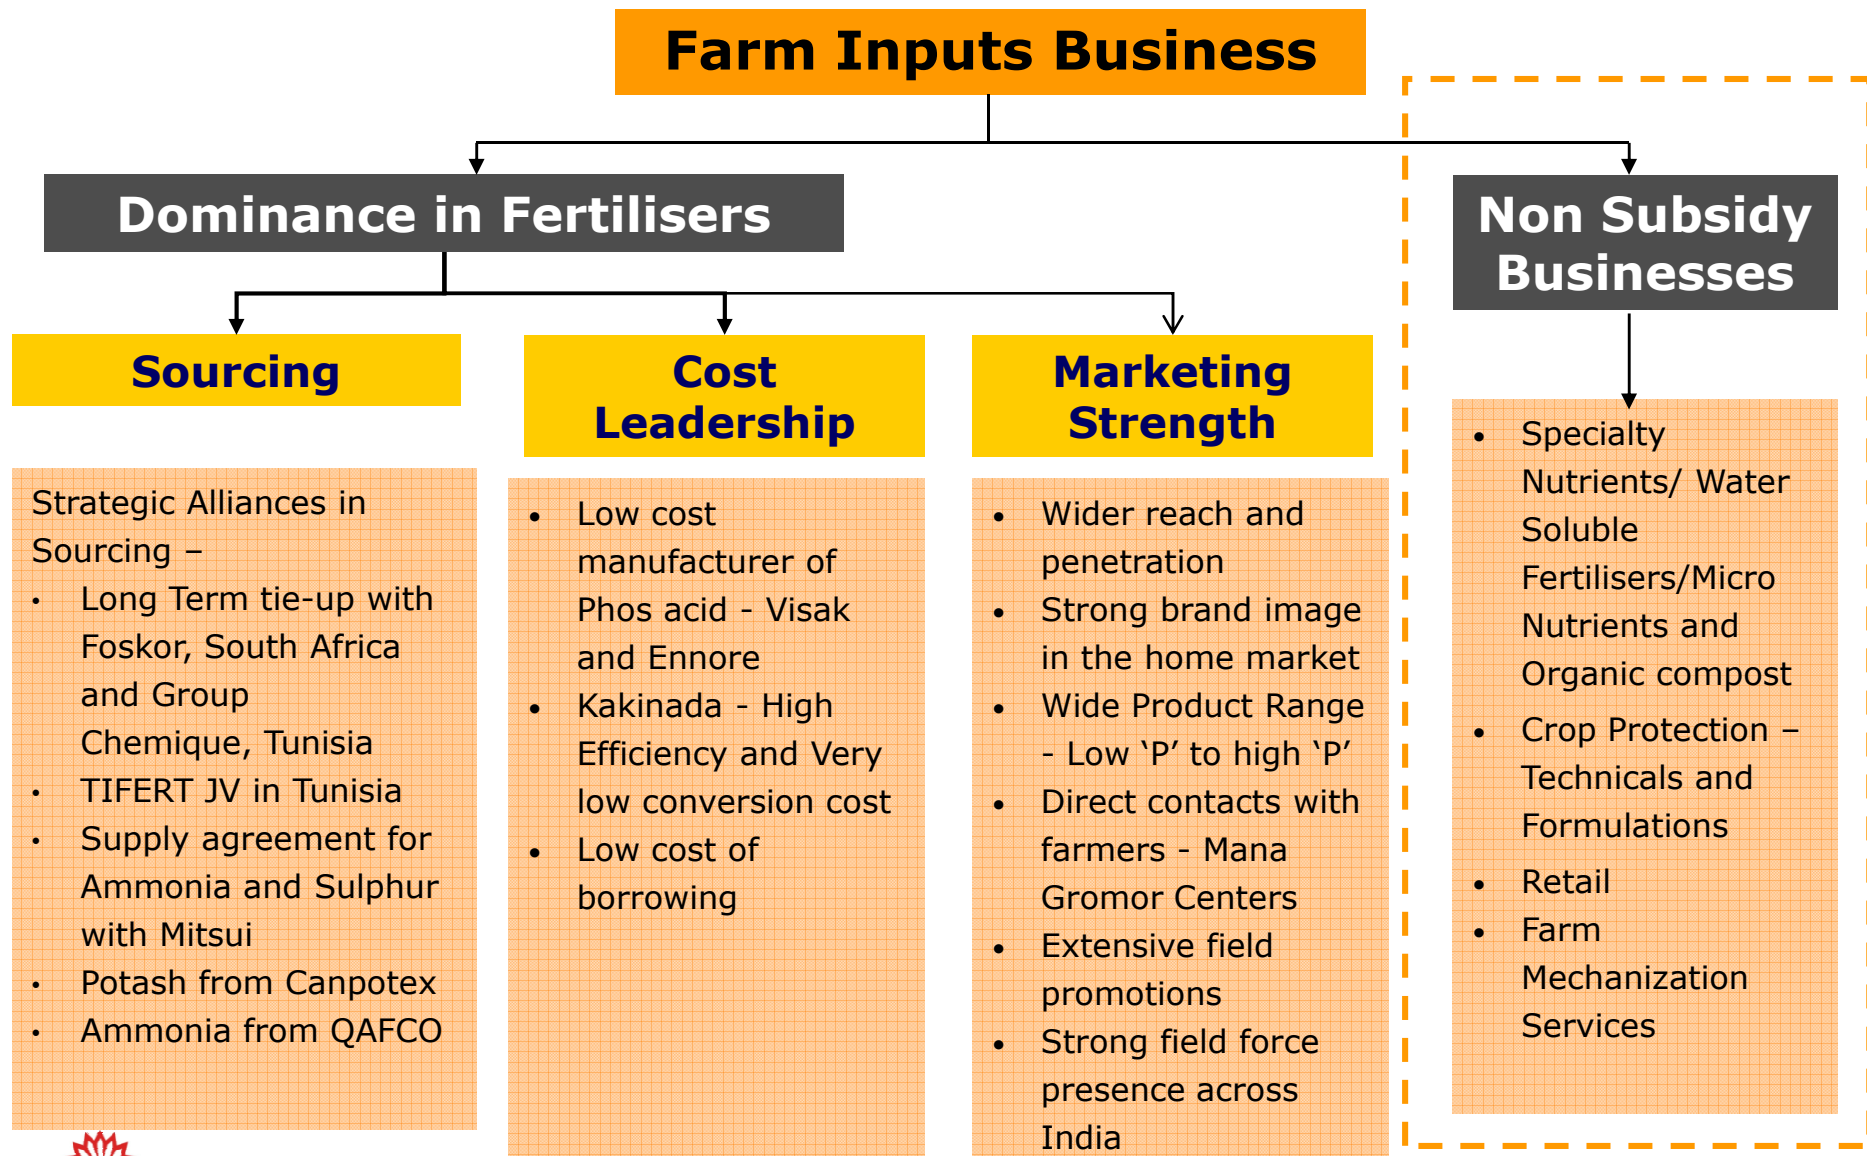 Farm Inputs Business
Dominance in Fertilisers
Non Subsidy
Businesses
Sourcing
Cost
Leadership
Marketing
Strength
Strategic Alliances in
Sourcing –
• Long Term tie-up with
Foskor, South Africa
and Group
Chemique, Tunisia
• TIFERT JV in Tunisia
• Supply agreement for
Ammonia and Sulphur
with Mitsui
• Potash from Canpotex
• Ammonia from QAFCO
• Low cost
manufacturer of
Phos acid - Visak
and Ennore
• Kakinada - High
Efficiency and Very
low conversion cost
• Low cost of
borrowing
• Wider reach and
penetration
• Strong brand image
in the home market
• Wide Product Range
- Low ‘P’ to high ‘P’
• Direct contacts with
farmers - Mana
Gromor Centers
• Extensive field
promotions
• Strong field force
presence across
India
• Specialty
Nutrients/ Water
Soluble
Fertilisers/Micro
Nutrients and
Organic compost
• Crop Protection –
Technicals and
Formulations
• Retail
• Farm
Mechanization
Services